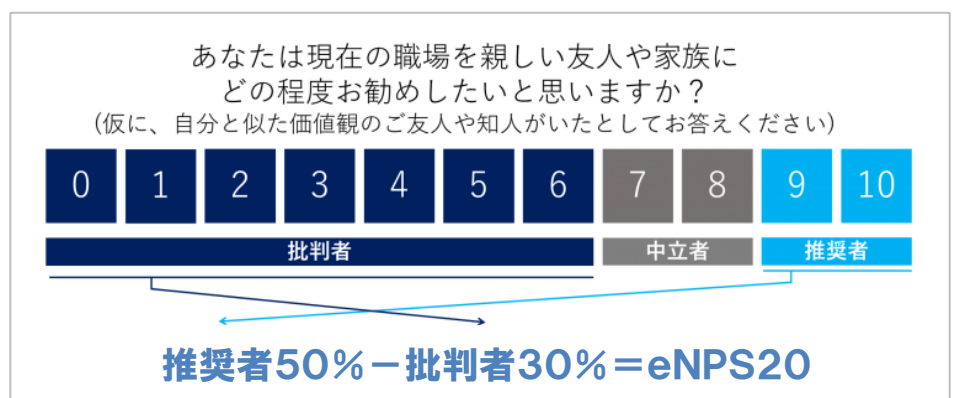 あなたは現在の職場を親しい友人や家族に
どの程度お勧めしたいと思いますか？
(仮に、自分と似た価値観のご友人や知人がいたとしてお答えください)
0 1 2 3 4 5 6 7 8 9 10
批判者 中立者 推奨者
推奨者50%－批判者30%＝eNPS20